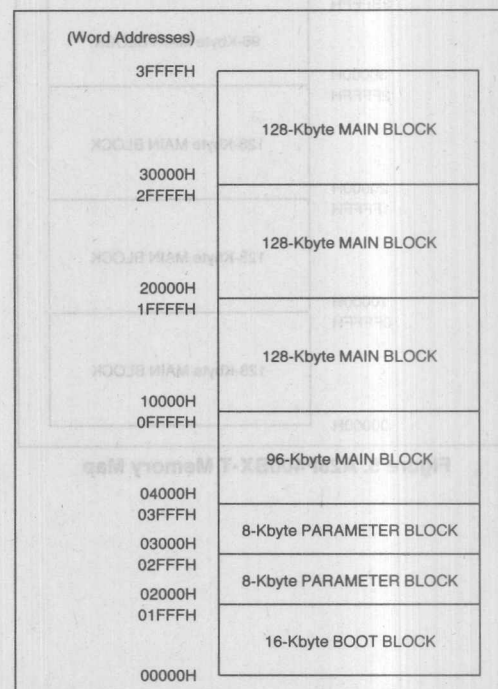 (Word Addresses)
3FFFFH
128-Kbyte MAIN BLOCK
30000H
2FFFFH
128-Kbyte MAIN BLOCK
20000H
1FFFFH
128-Kbyte MAIN BLOCK
10000H
0FFFFH
96-Kbyte MAIN BLOCK
04000H
03FFFH
8-Kbyte PARAMETER BLOCK
03000H
02FFFH
8-Kbyte PARAMETER BLOCK
02000H
01FFFH
16-Kbyte BOOT BLOCK
00000H